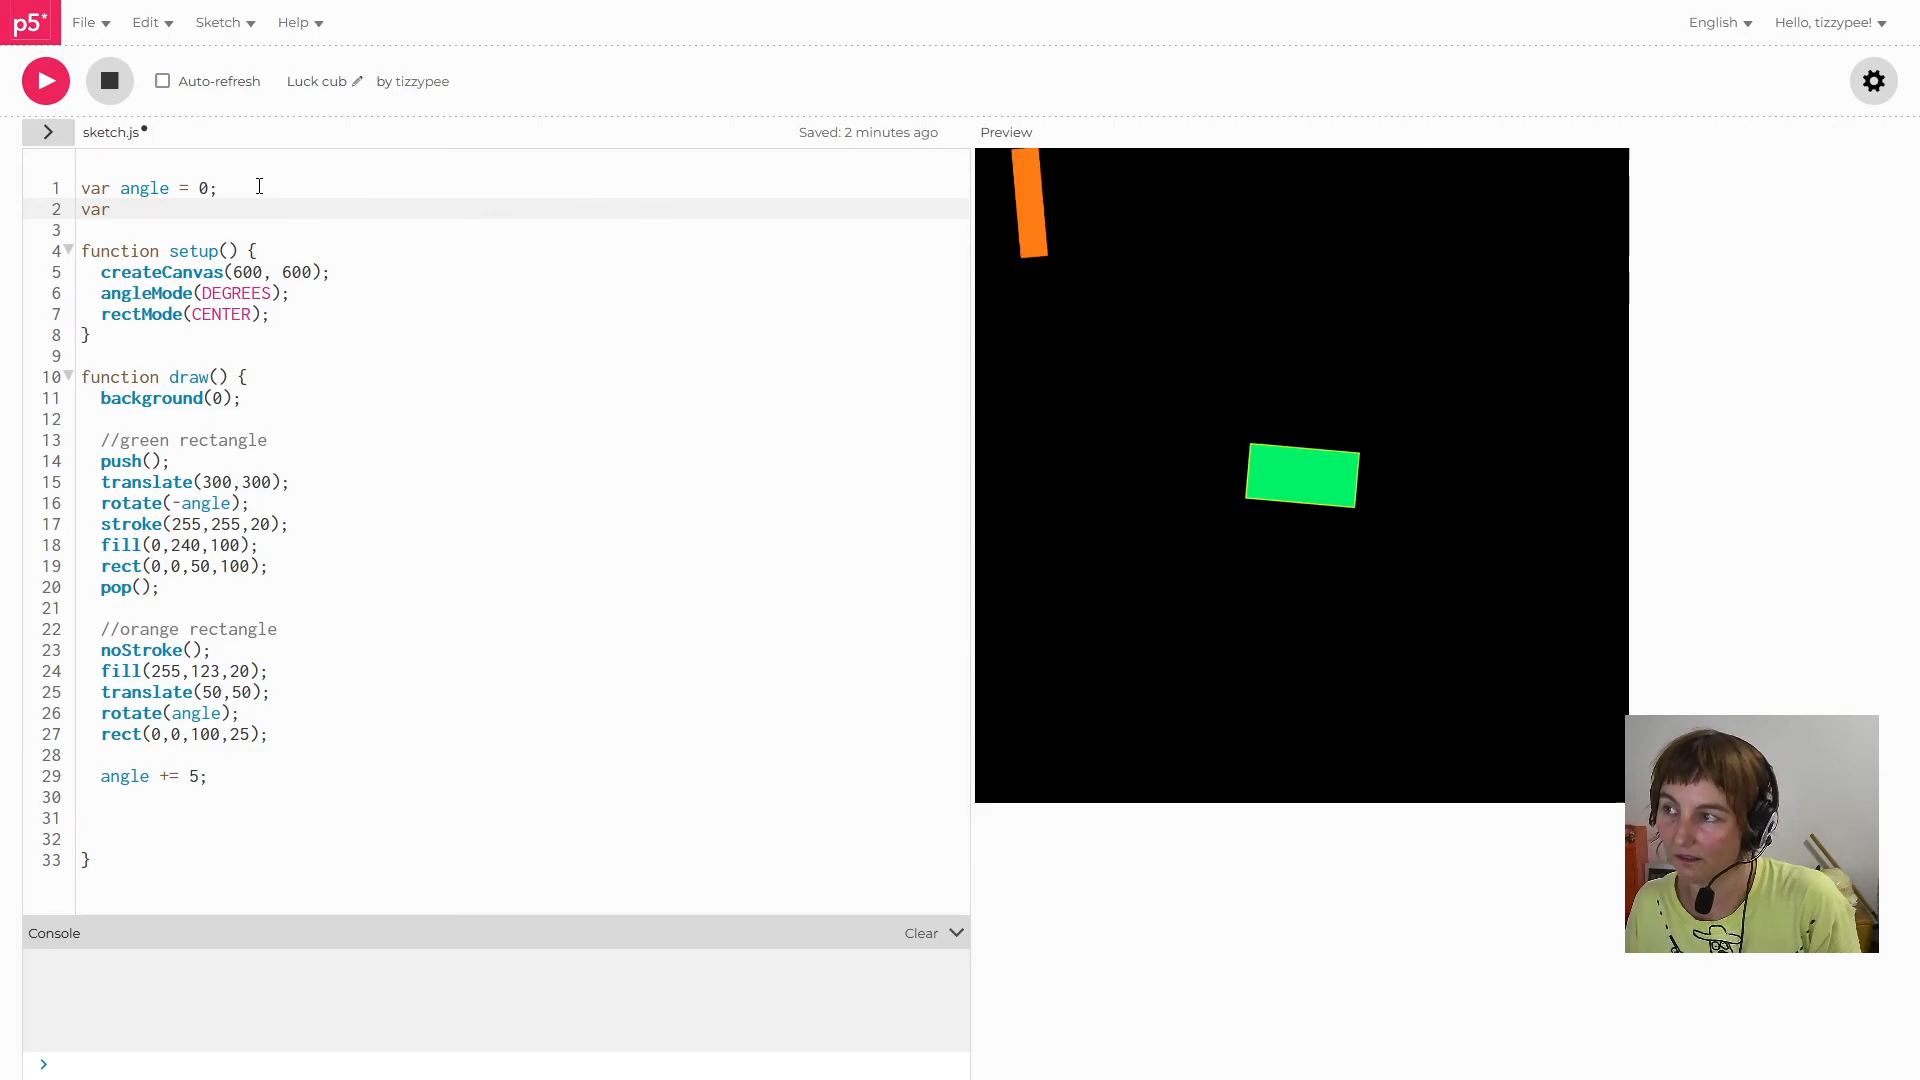 p5* File Edit Sketch Help English Hello, tizzypee!
Auto-refresh Luck cub by tizzypee
sketch.js Saved: 2 minutes ago Preview
1 var angle = 0;
2 var
3
4 function setup() {
5 createCanvas(600, 600);
6 angleMode(DEGREES);
7 rectMode(CENTER);
8 }
9
10 function draw() {
11 background(0);
12
13 //green rectangle
14 push();
15 translate(300,300);
16 rotate(-angle);
17 stroke(255,255,20);
18 fill(0,240,100);
19 rect(0,0,50,100);
20 pop();
21
22 //orange rectangle
23 noStroke();
24 fill(255,123,20);
25 translate(50,50);
26 rotate(angle);
27 rect(0,0,100,25);
28
29 angle += 5;
30
31
32
33 }
Console Clear
>